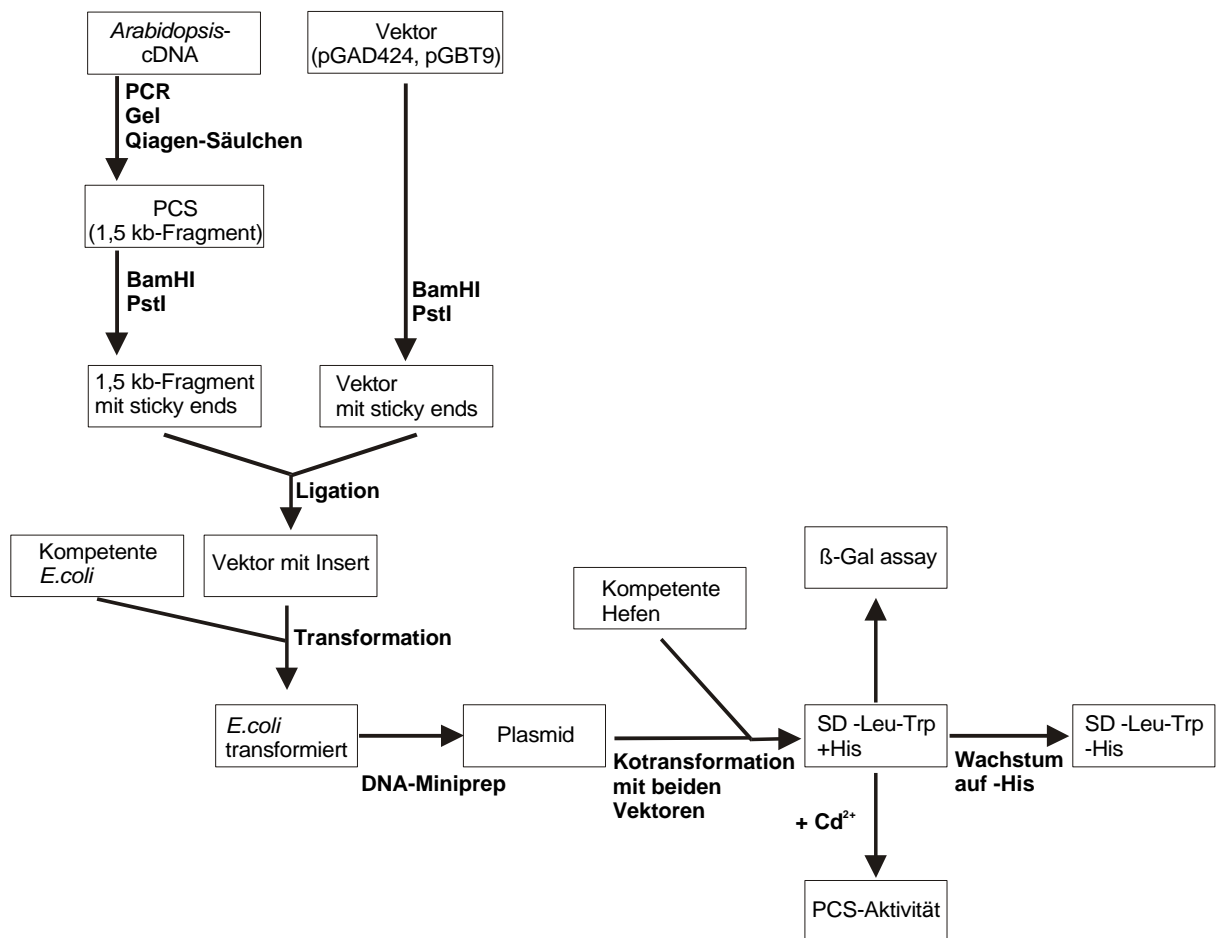 Arabidopsis-
cDNA
Vektor
(pGAD424, pGBT9)
PCR
Gel
Qiagen-Säulchen
PCS
(1,5 kb-Fragment)
BamHI
PstI
BamHI
PstI
1,5 kb-Fragment
mit sticky ends
Vektor
mit sticky ends
Ligation
Kompetente
E.coli
Vektor mit Insert
Transformation
Kompetente
Hefen
ß-Gal assay
E.coli
transformiert
DNA-Miniprep
Plasmid
Kotransformation
mit beiden
Vektoren
SD -Leu-Trp
+His
Wachstum
auf -His
SD -Leu-Trp
-His
+ Cd²⁺
PCS-Aktivität